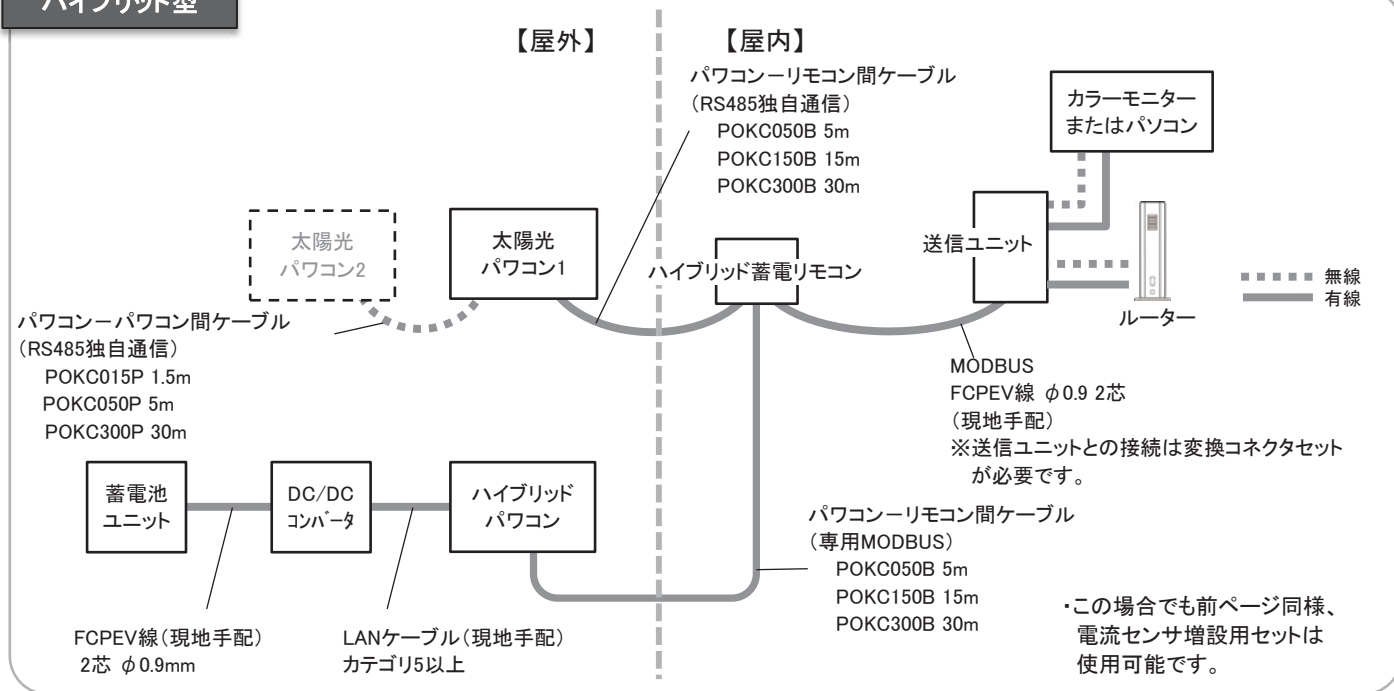 ハイブリッド型
【屋外】
【屋内】
パワコンーリモコン間ケーブル
(RS485独自通信)
POKC050B 5m
POKC150B 15m
POKC300B 30m
カラーモニター
またはパソコン
太陽光
パワコン2
太陽光
パワコン1
ハイブリッド蓄電リモコン
送信ユニット
ルーター
無線
有線
パワコンーパワコン間ケーブル
(RS485独自通信)
POKC015P 1.5m
POKC050P 5m
POKC300P 30m
MODBUS
FCPEV線 φ0.9 2芯
(現地手配)
※送信ユニットとの接続は変換コネクタセット
が必要です。
蓄電池
ユニット
DC/DC
コンバータ
ハイブリッド
パワコン
パワコンーリモコン間ケーブル
(専用MODBUS)
POKC050B 5m
POKC150B 15m
POKC300B 30m
FCPEV線(現地手配)
2芯 φ0.9mm
LANケーブル(現地手配)
カテゴリ5以上
・この場合でも前ページ同様、
電流センサ増設用セットは
使用可能です。